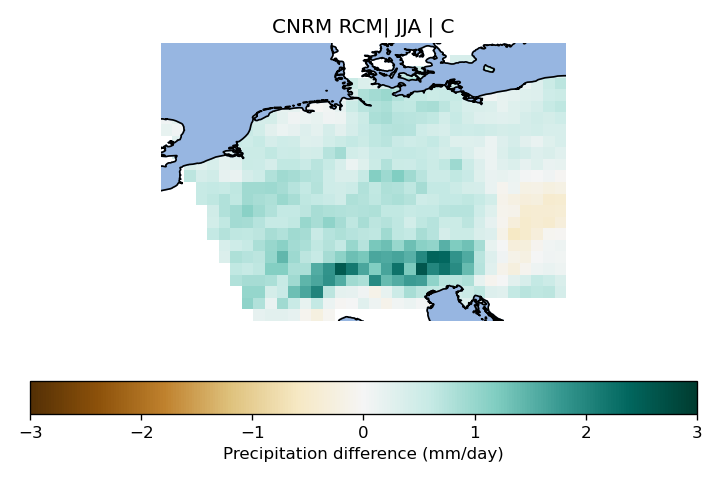 CNRM RCM| JJA | C
−3 −2 −1 0 1 2 3
Precipitation difference (mm/day)